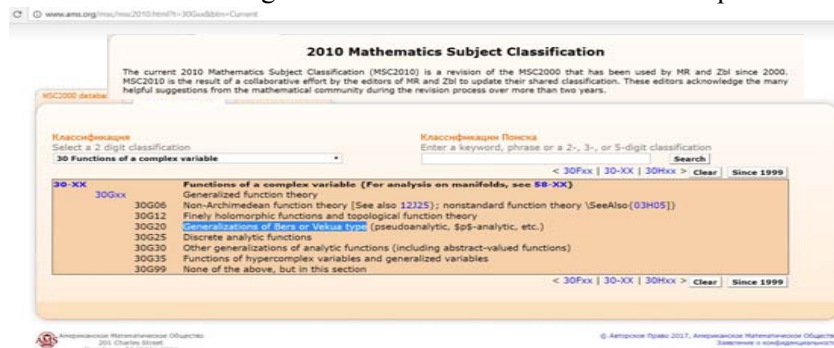 www.ams.org/msc/msc2010.html?t=30Gxx&btn=Current
2010 Mathematics Subject Classification
The current 2010 Mathematics Subject Classification (MSC2010) is a revision of the MSC2000 that has been used by MR and Zbl since 2000.
MSC2010 is the result of a collaborative effort by the editors of MR and Zbl to update their shared classification. These editors acknowledge the many
helpful suggestions from the mathematical community during the revision process over more than two years.
MSC2000 databa
Классификация
Классификации Поиска
Select a 2 digit classification
Enter a keyword, phrase or a 2-, 3-, or 5-digit classification
30 Functions of a complex variable
Search
< 30Fxx | 30-XX | 30Hxx > Clear Since 1999
30-XX Functions of a complex variable {For analysis on manifolds, see 58-XX}
30Gxx Generalized function theory
30G06 Non-Archimedean function theory [See also 12J25]; nonstandard function theory \SeeAlso{03H05]}
30G12 Finely holomorphic functions and topological function theory
30G20 Generalizations of Bers or Vekua type (pseudoanalytic, $p$-analytic, etc.)
30G25 Discrete analytic functions
30G30 Other generalizations of analytic functions (including abstract-valued functions)
30G35 Functions of hypercomplex variables and generalized variables
30G99 None of the above, but in this section
< 30Fxx | 30-XX | 30Hxx > Clear Since 1999
AMS
Американское Математическое Общество
201 Charles Street
© Авторское Право 2017, Американское Математическое Общество
Заявление о конфиденциальности